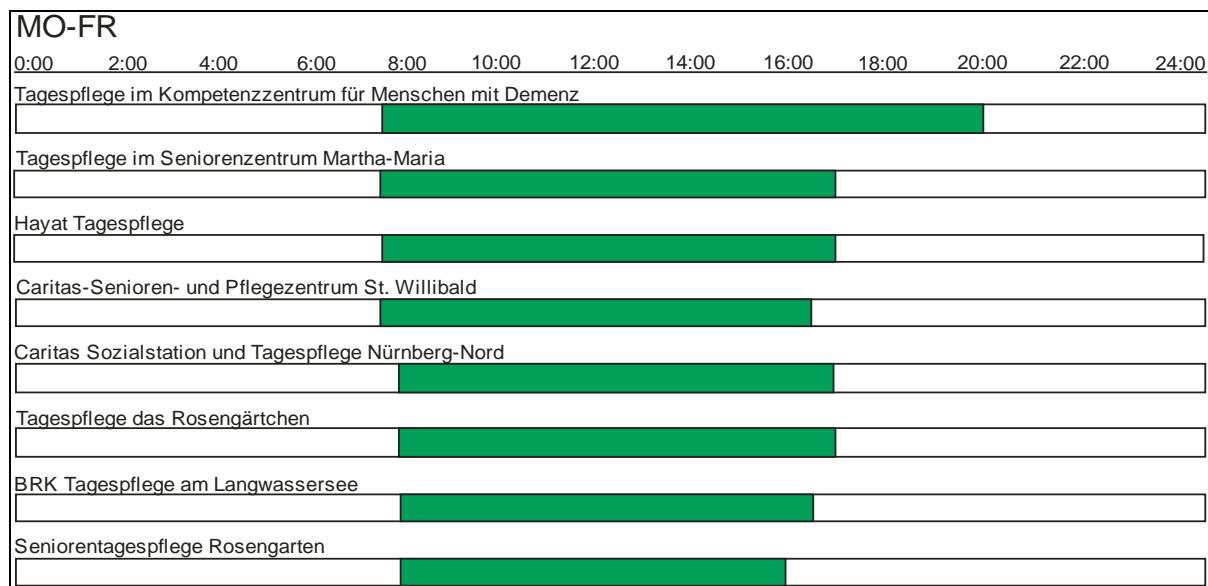 MO-FR
0:00 2:00 4:00 6:00 8:00 10:00 12:00 14:00 16:00 18:00 20:00 22:00 24:00
Tagespflege im Kompetenzzentrum für Menschen mit Demenz
Tagespflege im Seniorenzentrum Martha-Maria
Hayat Tagespflege
Caritas-Senioren- und Pflegezentrum St. Willibald
Caritas Sozialstation und Tagespflege Nürnberg-Nord
Tagespflege das Rosengärtchen
BRK Tagespflege am Langwassersee
Seniorentagespflege Rosengarten